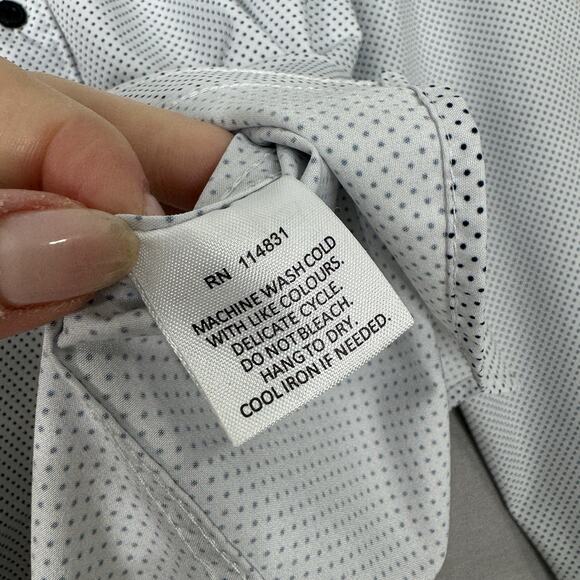 RN 114831
MACHINE WASH COLD
WITH LIKE COLOURS.
DELICATE CYCLE.
DO NOT BLEACH.
HANG TO DRY.
COOL IRON IF NEEDED.